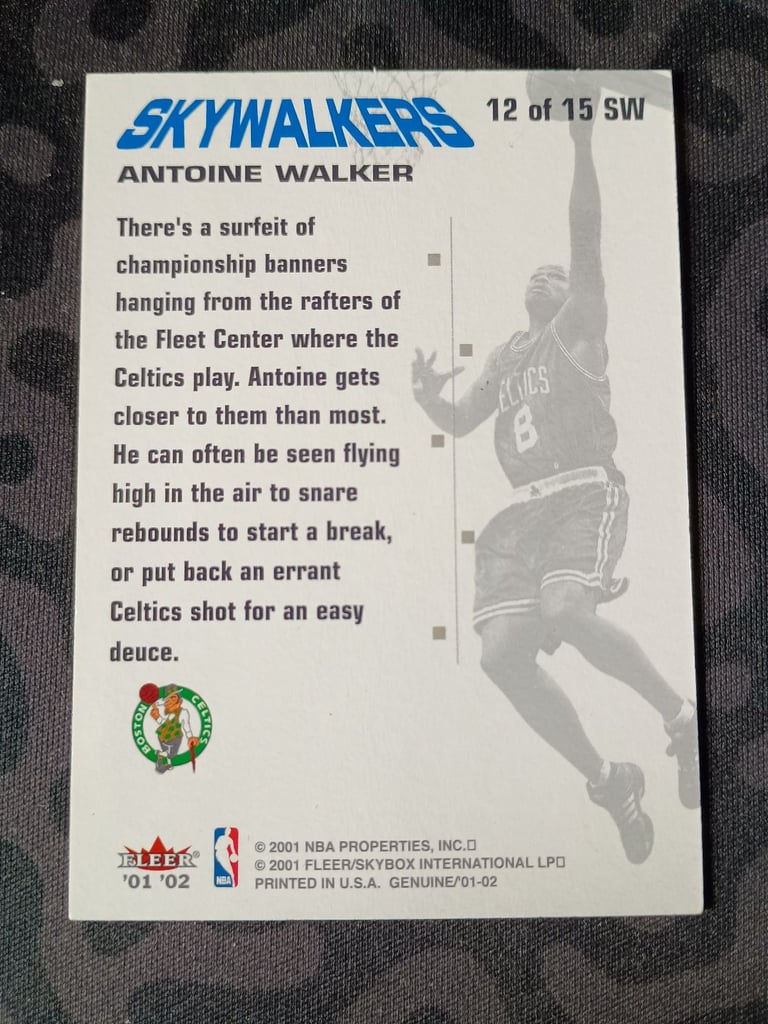 SKYWALKERS 12 of 15 SW
ANTOINE WALKER
There's a surfeit of
championship banners
hanging from the rafters of
the Fleet Center where the
Celtics play. Antoine gets
closer to them than most.
He can often be seen flying
high in the air to snare
rebounds to start a break,
or put back an errant
Celtics shot for an easy
deuce.
ELTICS
8
BOSTON CELTICS
FLEER®
'01 '02
NBA
© 2001 NBA PROPERTIES, INC.▯
© 2001 FLEER/SKYBOX INTERNATIONAL LP▯
PRINTED IN U.S.A. GENUINE/'01-02